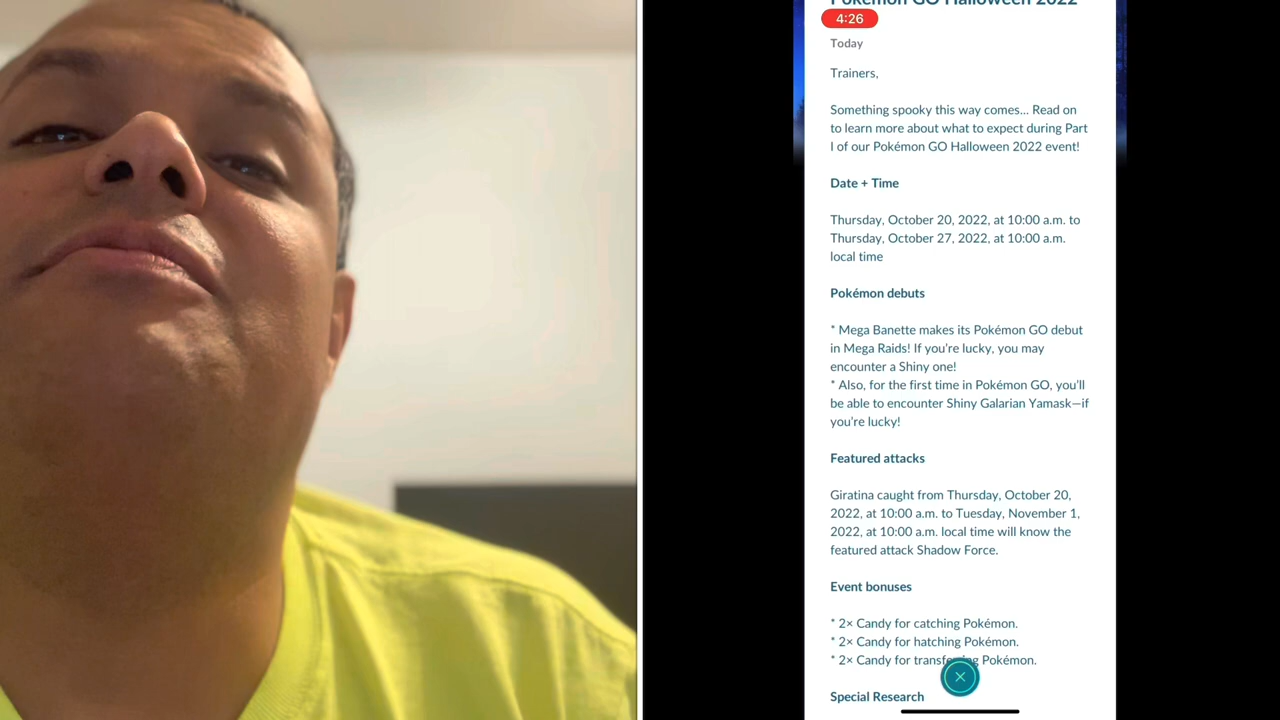 Pokémon GO Halloween 2022
4:26
Today
Trainers,
Something spooky this way comes... Read on
to learn more about what to expect during Part
I of our Pokémon GO Halloween 2022 event!
Date + Time
Thursday, October 20, 2022, at 10:00 a.m. to
Thursday, October 27, 2022, at 10:00 a.m.
local time
Pokémon debuts
* Mega Banette makes its Pokémon GO debut
in Mega Raids! If you're lucky, you may
encounter a Shiny one!
* Also, for the first time in Pokémon GO, you'll
be able to encounter Shiny Galarian Yamask—if
you're lucky!
Featured attacks
Giratina caught from Thursday, October 20,
2022, at 10:00 a.m. to Tuesday, November 1,
2022, at 10:00 a.m. local time will know the
featured attack Shadow Force.
Event bonuses
* 2× Candy for catching Pokémon.
* 2× Candy for hatching Pokémon.
* 2× Candy for transferring Pokémon.
Special Research